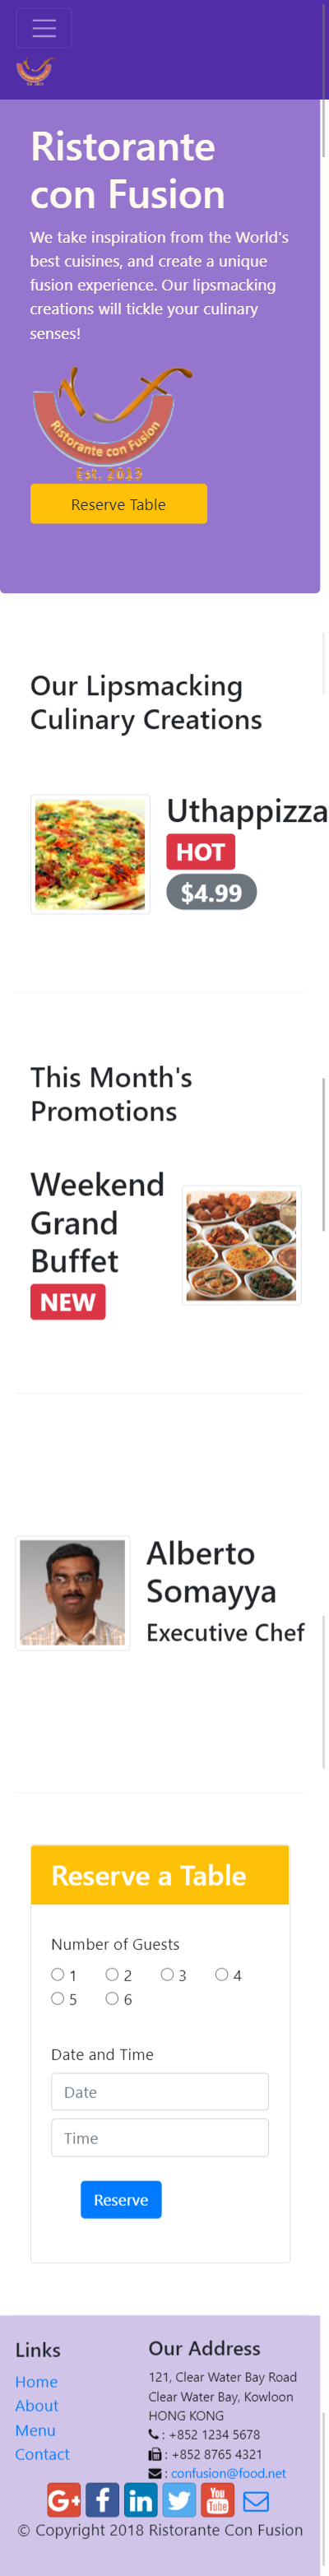 Ristorante
con Fusion
We take inspiration from the World's
best cuisines, and create a unique
fusion experience. Our lipsmacking
creations will tickle your culinary
senses!
Ristorante con Fusion
Est. 2013
Reserve Table
Our Lipsmacking
Culinary Creations
Uthappizza
HOT
$4.99
This Month's
Promotions
Weekend
Grand
Buffet
NEW
Alberto
Somayya
Executive Chef
Reserve a Table
Number of Guests
1 2 3 4
5 6
Date and Time
Date
Time
Reserve
Links
Home
About
Menu
Contact
Our Address
121, Clear Water Bay Road
Clear Water Bay, Kowloon
HONG KONG
: +852 1234 5678
: +852 8765 4321
: confusion@food.net
G+ f in You Tube
© Copyright 2018 Ristorante Con Fusion